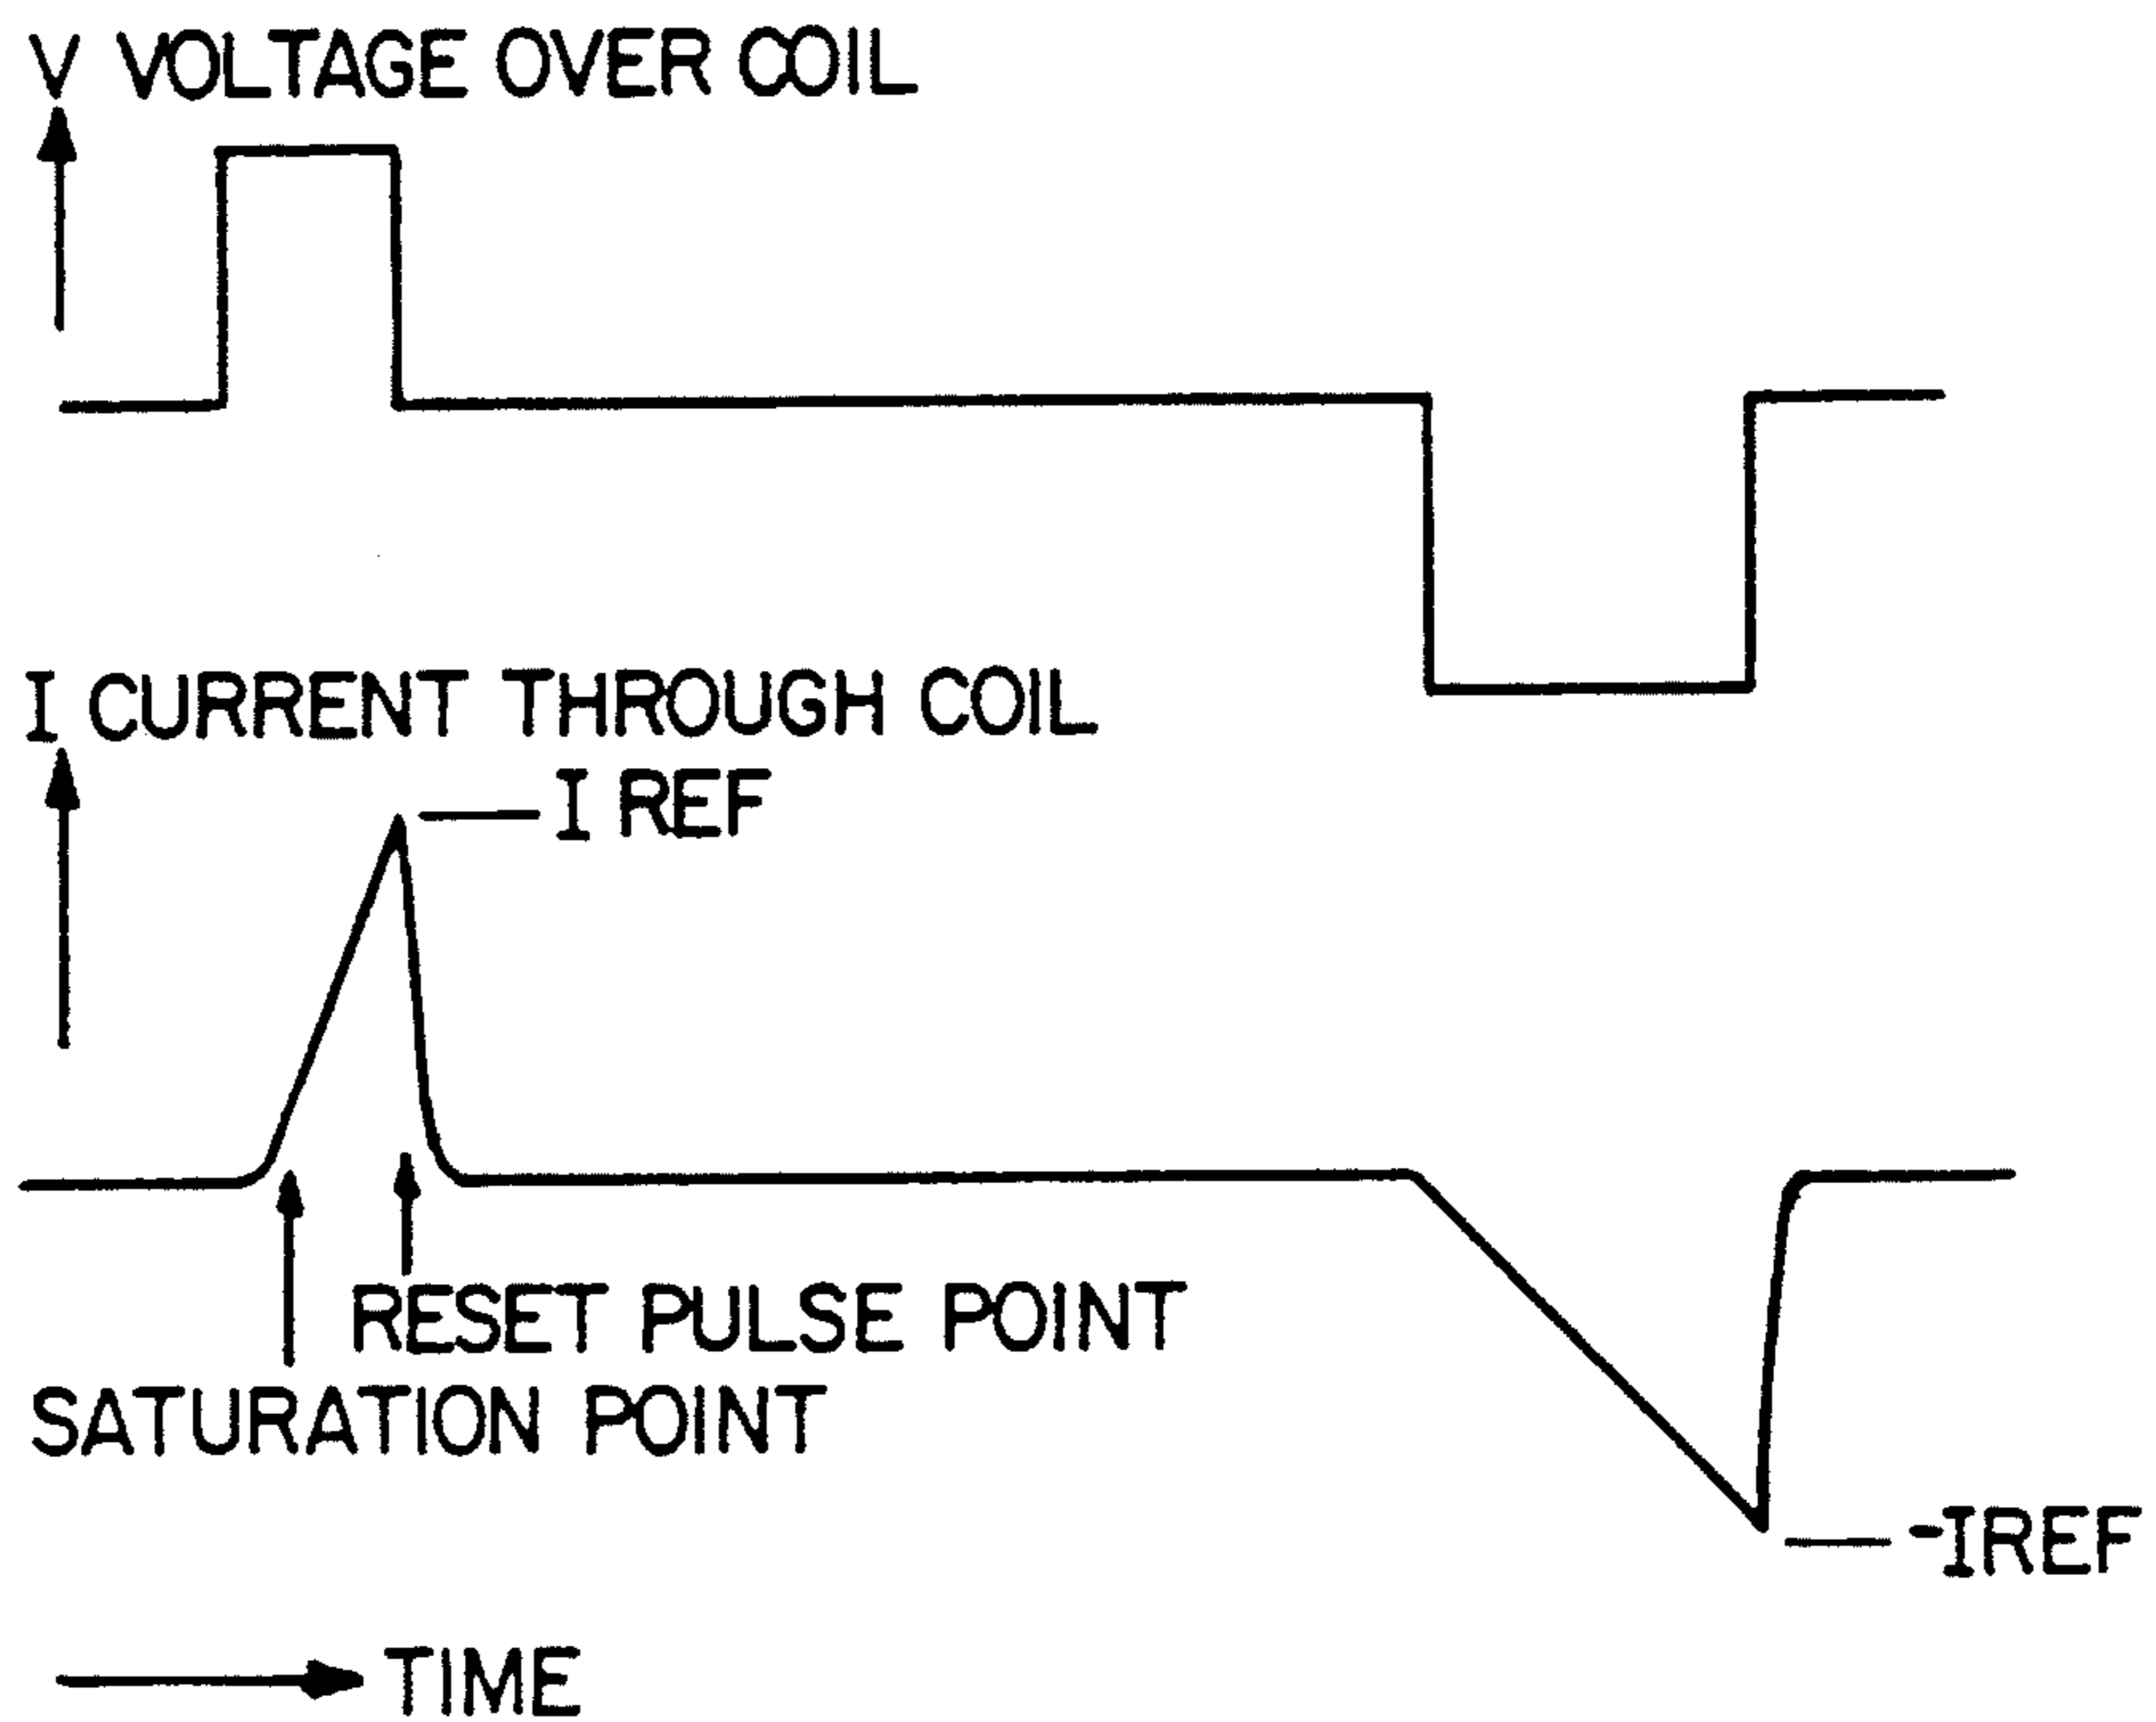 V VOLTAGE OVER COIL
I CURRENT THROUGH COIL
I REF
RESET PULSE POINT
SATURATION POINT
-IREF
TIME